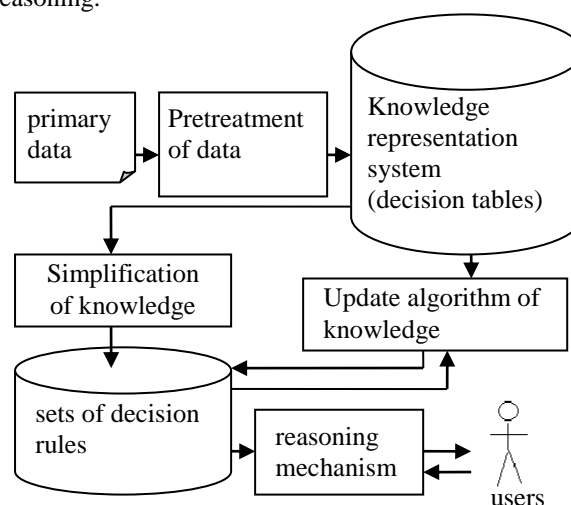 easoning.
primary
data
Pretreatment
of data
Knowledge
representation
system
(decision tables)
Simplification
of knowledge
Update algorithm of
knowledge
sets of decision
rules
reasoning
mechanism
users